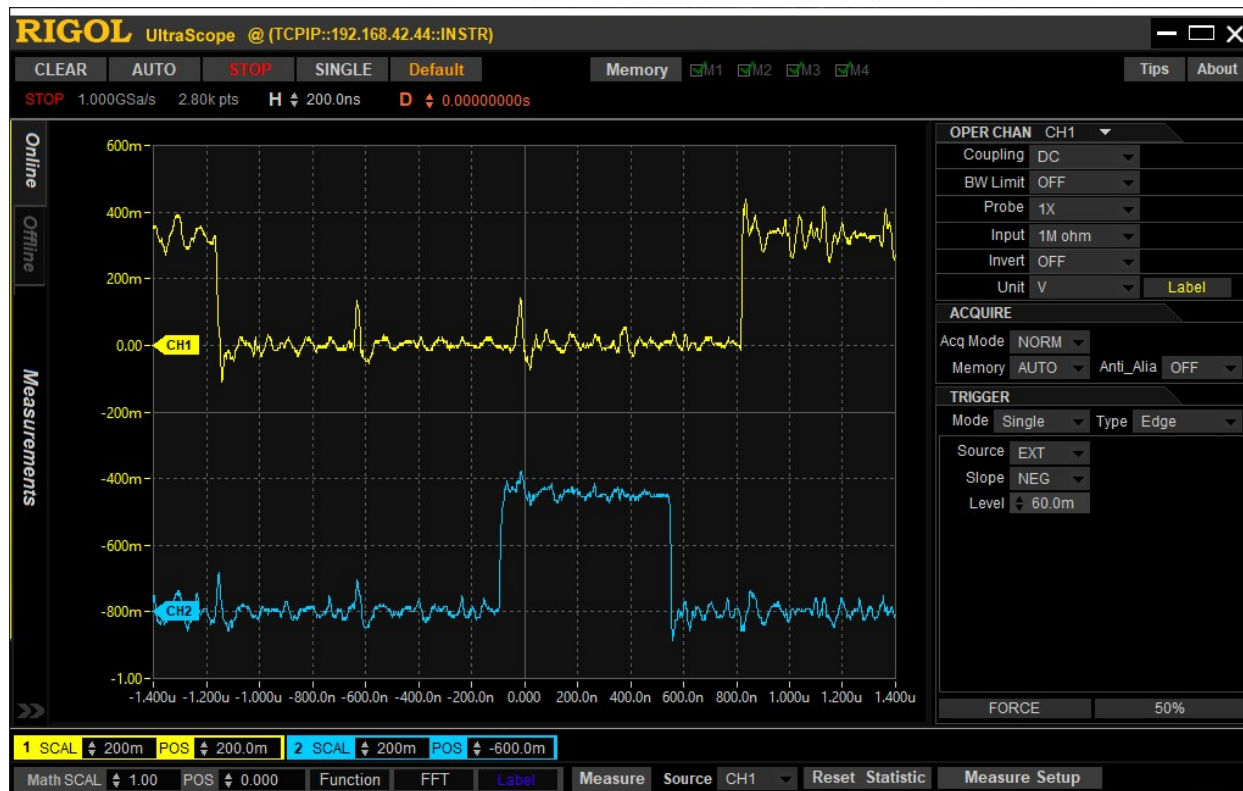 RIGOL UltraScope @ (TCPIP::192.168.42.44::INSTR)
CLEAR AUTO STOP SINGLE Default Memory M1 M2 M3 M4 Tips About
STOP 1.000GSa/s 2.80k pts H 200.0ns D 0.00000000s
Online
Offline
Measurements
600m
400m
200m
0.00
-200m
-400m
-600m
-800m
-1.00
CH1
CH2
-1.400u -1.200u -1.000u -800.0n -600.0n -400.0n -200.0n 0.000 200.0n 400.0n 600.0n 800.0n 1.000u 1.200u 1.400u
OPER CHAN CH1
Coupling DC
BW Limit OFF
Probe 1X
Input 1M ohm
Invert OFF
Unit V Label
ACQUIRE
Acq Mode NORM
Memory AUTO Anti_Alia OFF
TRIGGER
Mode Single Type Edge
Source EXT
Slope NEG
Level 60.0m
FORCE 50%
1 SCAL 200m POS 200.0m 2 SCAL 200m POS -600.0m
Math SCAL 1.00 POS 0.000 Function FFT Label Measure Source CH1 Reset Statistic Measure Setup